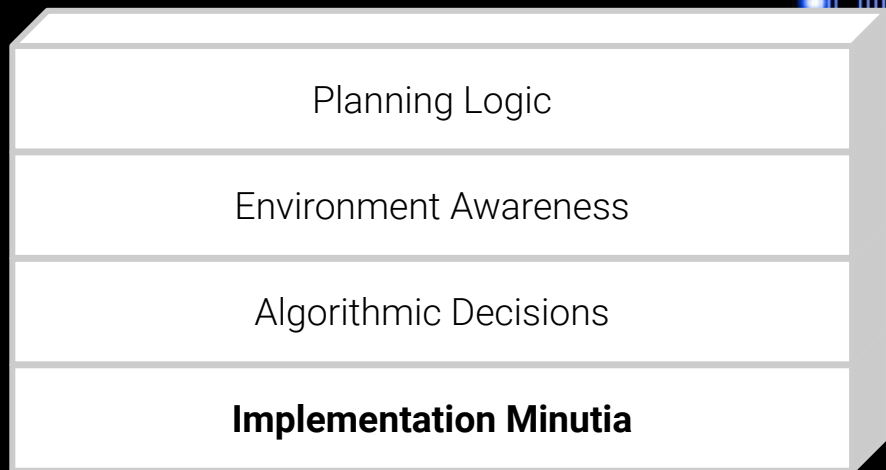 Planning Logic
Environment Awareness
Algorithmic Decisions
Implementation Minutia